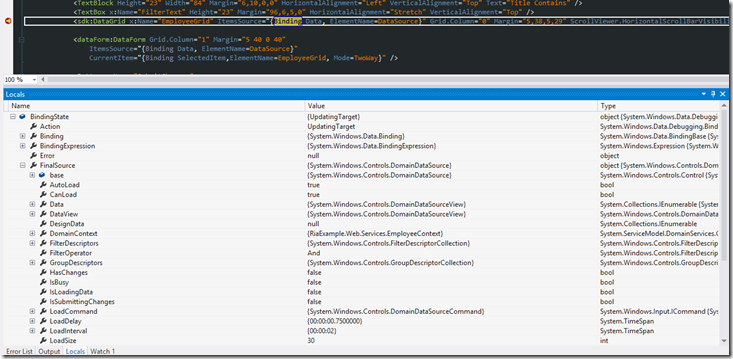 <TextBlock Height="23" Width="84" Margin="6,10,0,0" HorizontalAlignment="Left" VerticalAlignment="Top" Text="Title Contains" />
<TextBox x:Name="FilterText" Height="23" Margin="96,6,5,0" HorizontalAlignment="Stretch" VerticalAlignment="Top" />
<sdk:DataGrid x:Name="EmployeeGrid" ItemsSource="{Binding Data, ElementName=DataSource}" Grid.Column="0" Margin="5,38,5,29" ScrollViewer.HorizontalScrollBarVisibili
<dataForm:DataForm Grid.Column="1" Margin="5 40 0 40"
ItemsSource="{Binding Data, ElementName=DataSource}"
CurrentItem="{Binding SelectedItem,ElementName=EmployeeGrid, Mode=TwoWay}" />
100 %
Locals
Name Value Type
BindingState {UpdatingTarget} object {System.Windows.Data.Debuggi
Action UpdatingTarget System.Windows.Data.Debugging.Bind
Binding {System.Windows.Data.Binding} System.Windows.Data.BindingBase {Sy
BindingExpression {System.Windows.Data.BindingExpression} System.Windows.Expression {System.W
Error null object
FinalSource {System.Windows.Controls.DomainDataSource} object {System.Windows.Controls.Dom
base {System.Windows.Controls.DomainDataSource} System.Windows.Controls.Control {Sys
AutoLoad true bool
CanLoad true bool
Data {System.Windows.Controls.DomainDataSourceView} System.Collections.IEnumerable {System
DataView {System.Windows.Controls.DomainDataSourceView} System.Windows.Controls.DomainData
DesignData null System.Collections.IEnumerable
DomainContext {RiaExample.Web.Services.EmployeeContext} System.ServiceModel.DomainServices.C
FilterDescriptors {System.Windows.Controls.FilterDescriptorCollection} System.Windows.Controls.FilterDescrip
FilterOperator And System.Windows.Controls.FilterDescrip
GroupDescriptors {System.Windows.Controls.GroupDescriptorCollection} System.Windows.Controls.GroupDescri
HasChanges false bool
IsBusy false bool
IsLoadingData false bool
IsSubmittingChanges false bool
LoadCommand {System.Windows.Controls.DomainDataSourceCommand} System.Windows.Input.ICommand {Sy
LoadDelay {00:00:00.7500000} System.TimeSpan
LoadInterval {00:00:02} System.TimeSpan
LoadSize 30 int
Error List Output Locals Watch 1